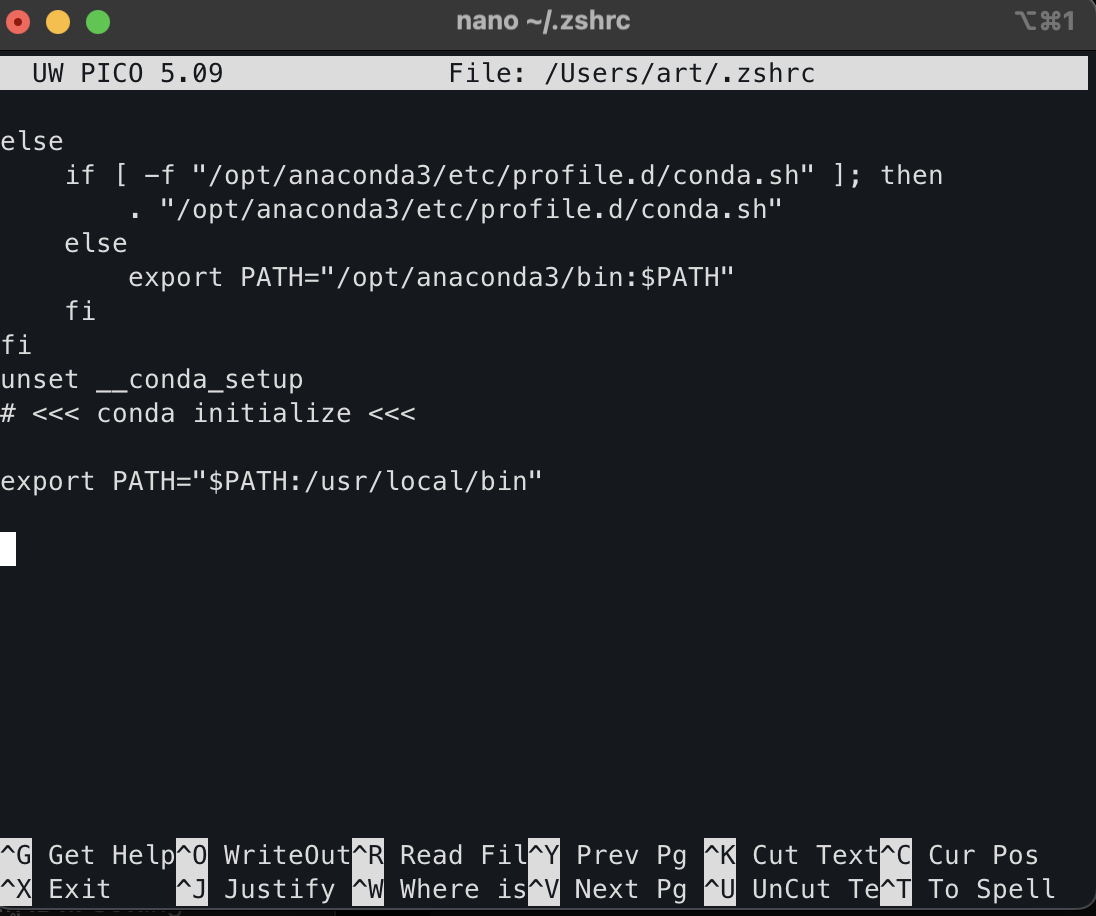 nano ~/.zshrc ⌥⌘1
UW PICO 5.09 File: /Users/art/.zshrc
else
if [ -f "/opt/anaconda3/etc/profile.d/conda.sh" ]; then
. "/opt/anaconda3/etc/profile.d/conda.sh"
else
export PATH="/opt/anaconda3/bin:$PATH"
fi
fi
unset __conda_setup
# <<< conda initialize <<<
export PATH="$PATH:/usr/local/bin"
^G Get Help ^O WriteOut ^R Read Fil ^Y Prev Pg ^K Cut Text ^C Cur Pos
^X Exit ^J Justify ^W Where is ^V Next Pg ^U UnCut Te ^T To Spell